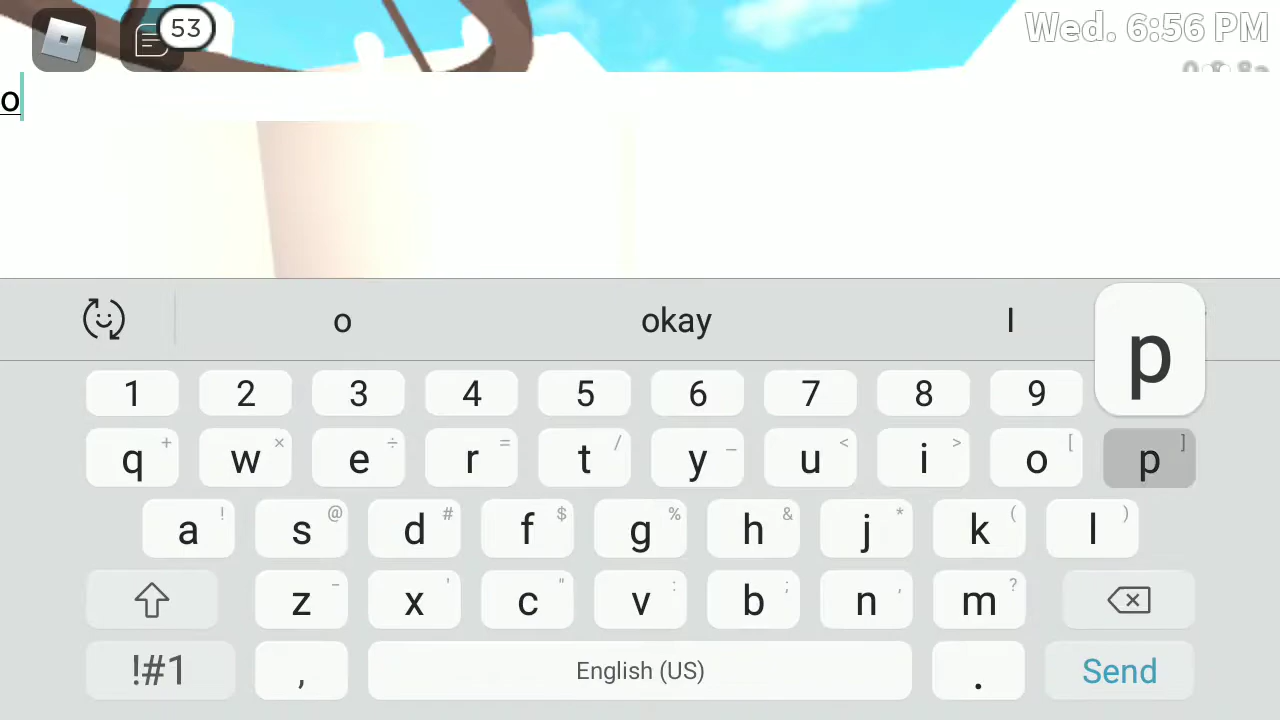 53
Wed. 6:56 PM
o
o okay I
p
1 2 3 4 5 6 7 8 9
q + w × e ÷ r = t / y _ u < i > o [ p ]
a ! s @ d # f $ g % h & j * k ( l )
z - x ' c " v : b ; n , m ?
!#1 , English (US) . Send